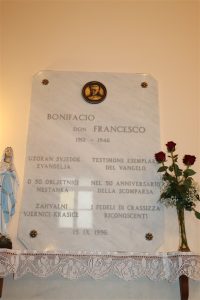 BONIFACIO
DON FRANCESCO
1912 - 1946
UZORAN SVJEDOK
EVANĐELJA
TESTIMONE ESEMPLARE
DEL VANGELO
O 50 OBLJETNICI
NESTANKA
NEL 50 ANNIVERSARIO
DELLA SCOMPARSA
ZAHVALNI
VJERNICI KRASICE
I FEDELI DI CRASSIZZA
RICONOSCENTI
15. IX. 1996.